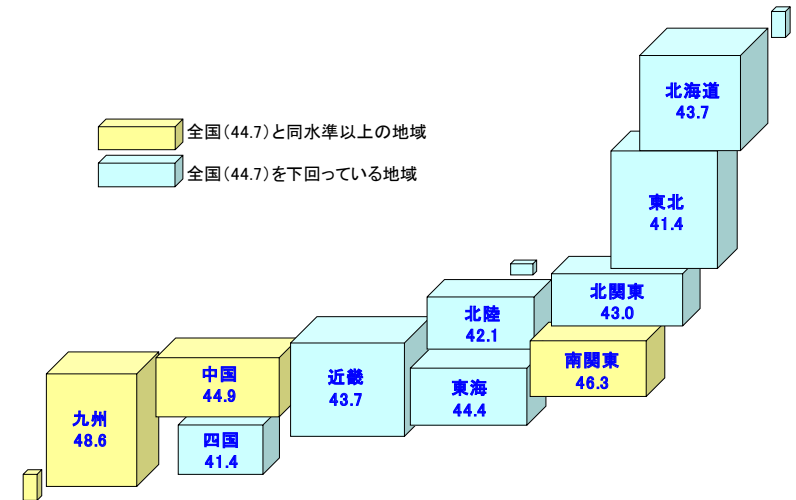 北海道
43.7
全国(44.7)と同水準以上の地域
全国(44.7)を下回っている地域
東北
41.4
北関東
43.0
北陸
42.1
南関東
46.3
中国
44.9
近畿
43.7
東海
44.4
九州
48.6
四国
41.4